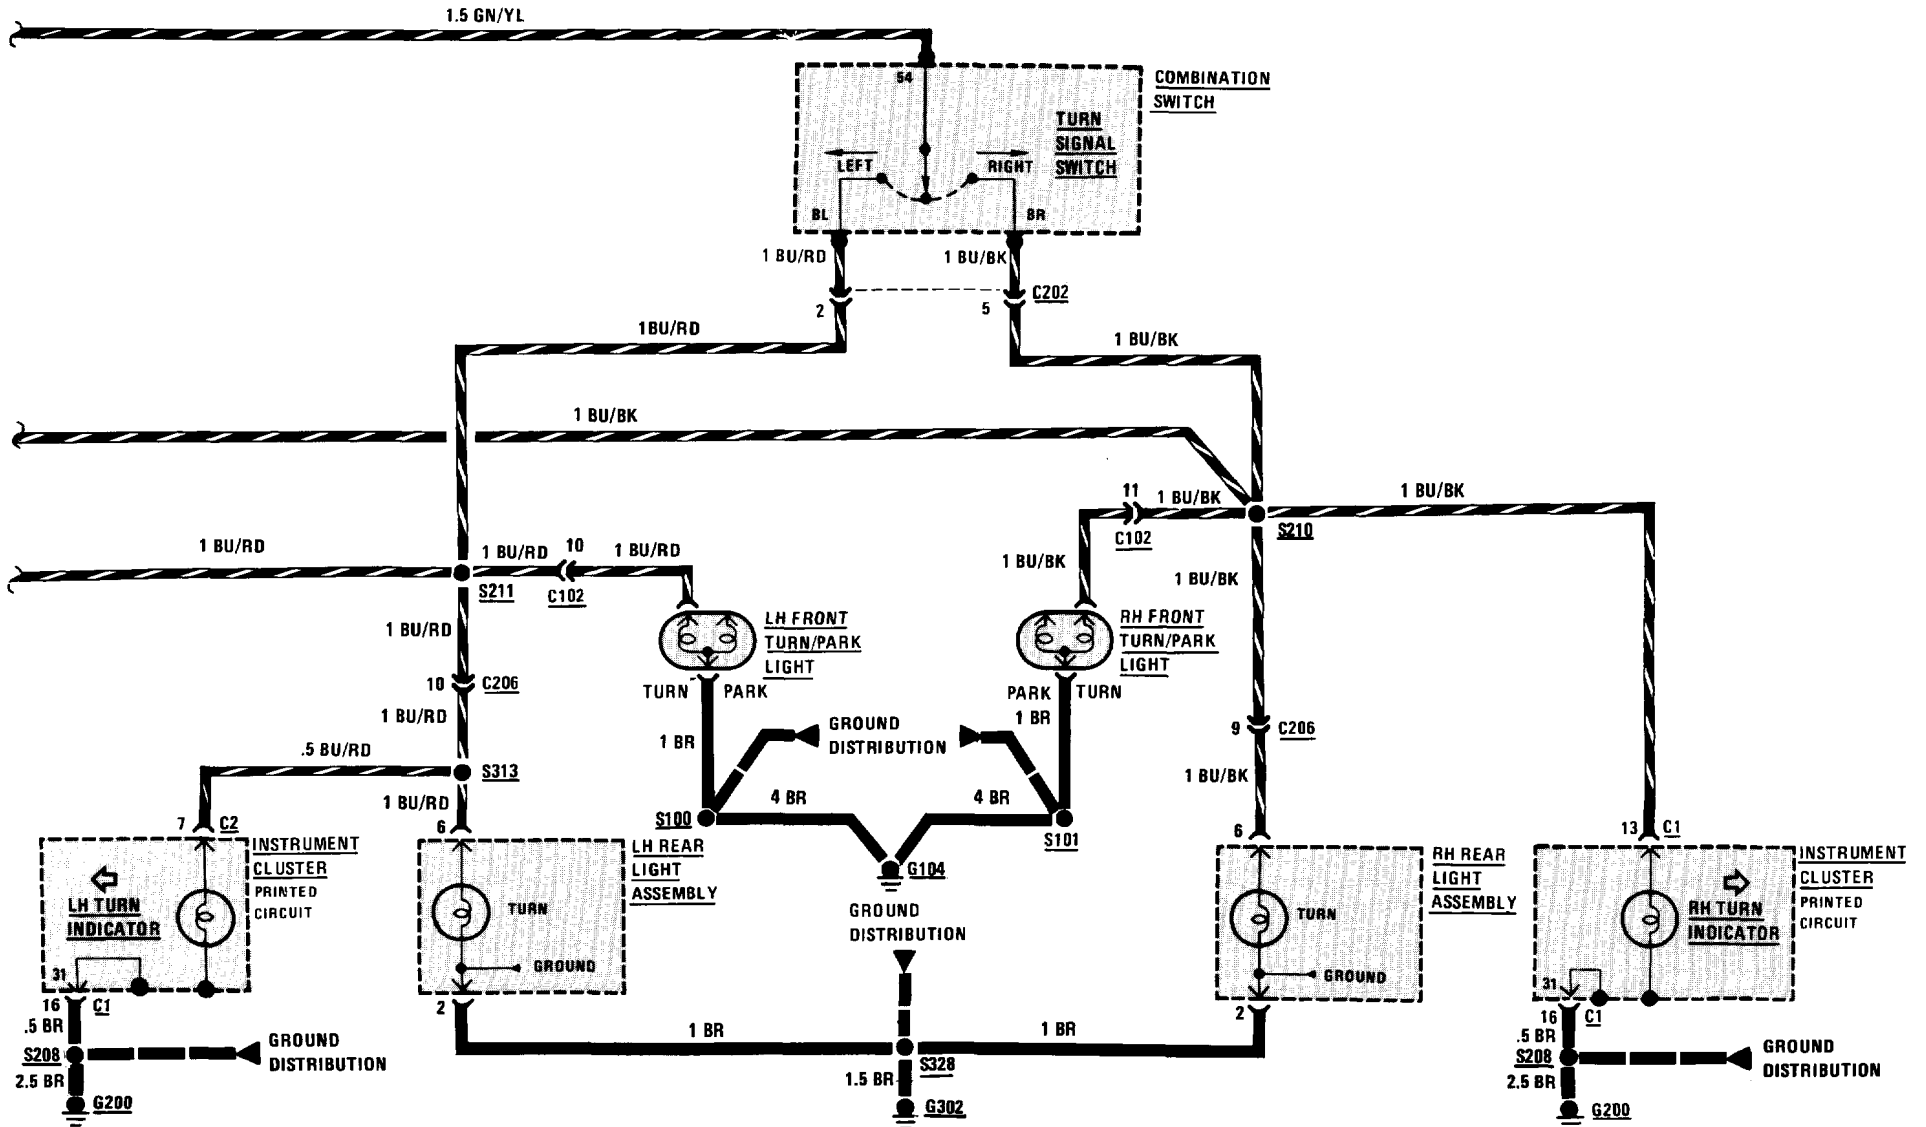 1.5 GN/YL
54
COMBINATION
SWITCH
TURN
SIGNAL
SWITCH
LEFT
RIGHT
BL
BR
1 BU/RD
1 BU/BK
2
5
C202
1BU/RD
1 BU/BK
1 BU/BK
11
1 BU/BK
1 BU/BK
C102
S210
1 BU/RD
1 BU/RD
10
1 BU/RD
S211
C102
1 BU/BK
1 BU/BK
1 BU/RD
LH FRONT
TURN/PARK
LIGHT
RH FRONT
TURN/PARK
LIGHT
10
C206
TURN
PARK
PARK
TURN
1 BU/RD
1 BR
GROUND
DISTRIBUTION
1 BR
9
C206
.5 BU/RD
S313
1 BU/RD
4 BR
4 BR
1 BU/BK
S100
S101
7
C2
6
6
13
C1
INSTRUMENT
CLUSTER
PRINTED
CIRCUIT
LH TURN
INDICATOR
31
LH REAR
LIGHT
ASSEMBLY
TURN
GROUND
G104
GROUND
DISTRIBUTION
RH REAR
LIGHT
ASSEMBLY
TURN
GROUND
INSTRUMENT
CLUSTER
PRINTED
CIRCUIT
RH TURN
INDICATOR
31
16
C1
.5 BR
S208
2.5 BR
G200
GROUND
DISTRIBUTION
2
1 BR
1 BR
2
S328
1.5 BR
G302
16
C1
.5 BR
S208
2.5 BR
G200
GROUND
DISTRIBUTION